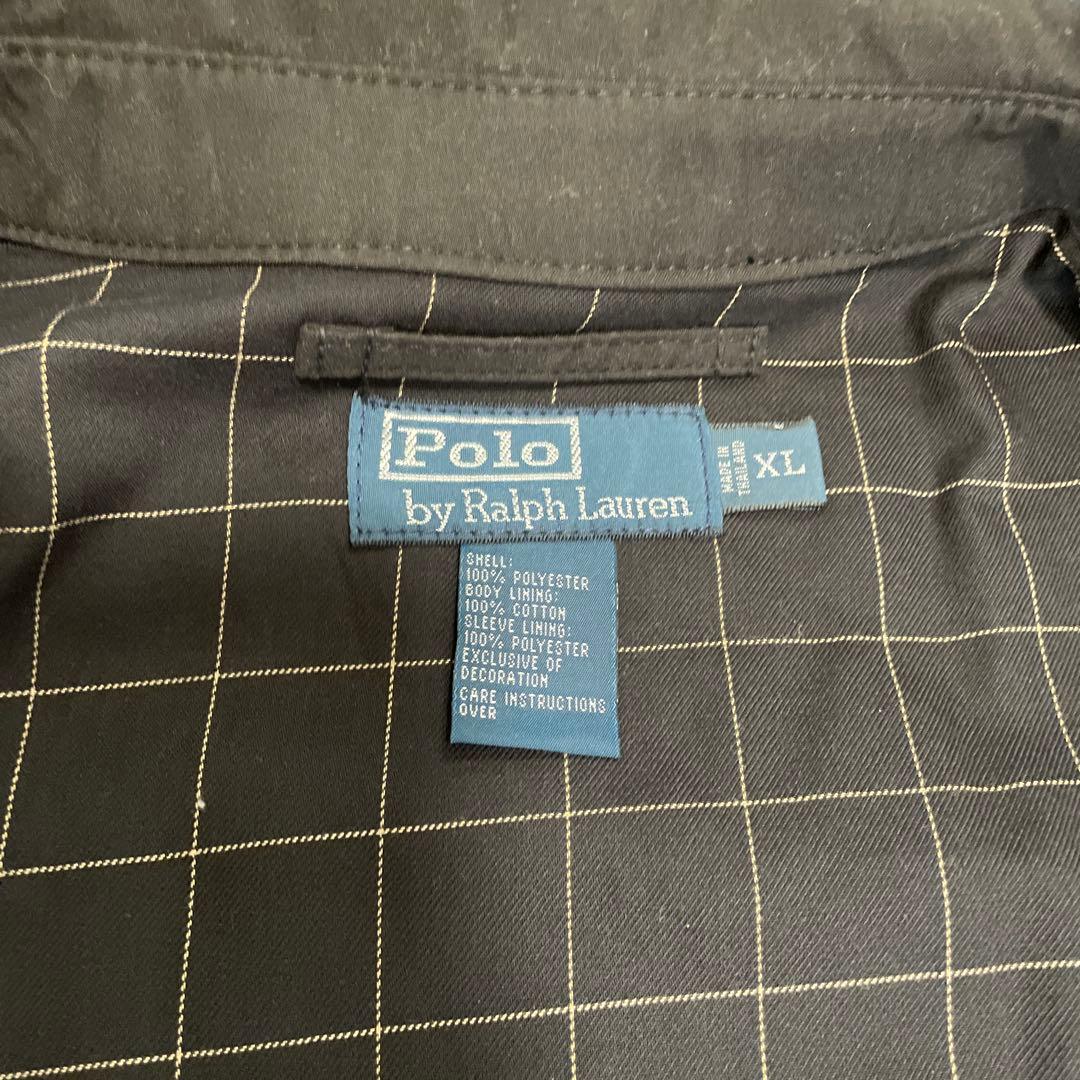 Polo
by Ralph Lauren
MADE IN
THAILAND
XL
SHELL:
100% POLYESTER
BODY LINING:
100% COTTON
SLEEVE LINING:
100% POLYESTER
EXCLUSIVE OF
DECORATION
CARE INSTRUCTIONS
OVER